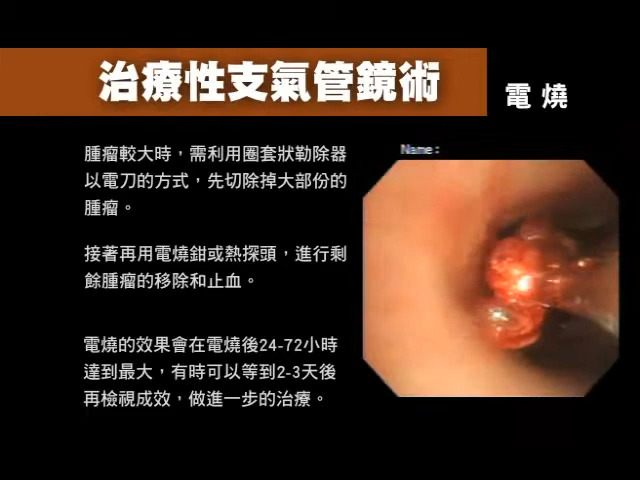 治療性支氣管鏡術
電燒
腫瘤較大時，需利用圈套狀勒除器
以電刀的方式，先切除掉大部份的
腫瘤。
Name:
接著再用電燒鉗或熱探頭，進行剩
餘腫瘤的移除和止血。
電燒的效果會在電燒後24-72小時
達到最大，有時可以等到2-3天後
再檢視成效，做進一步的治療。